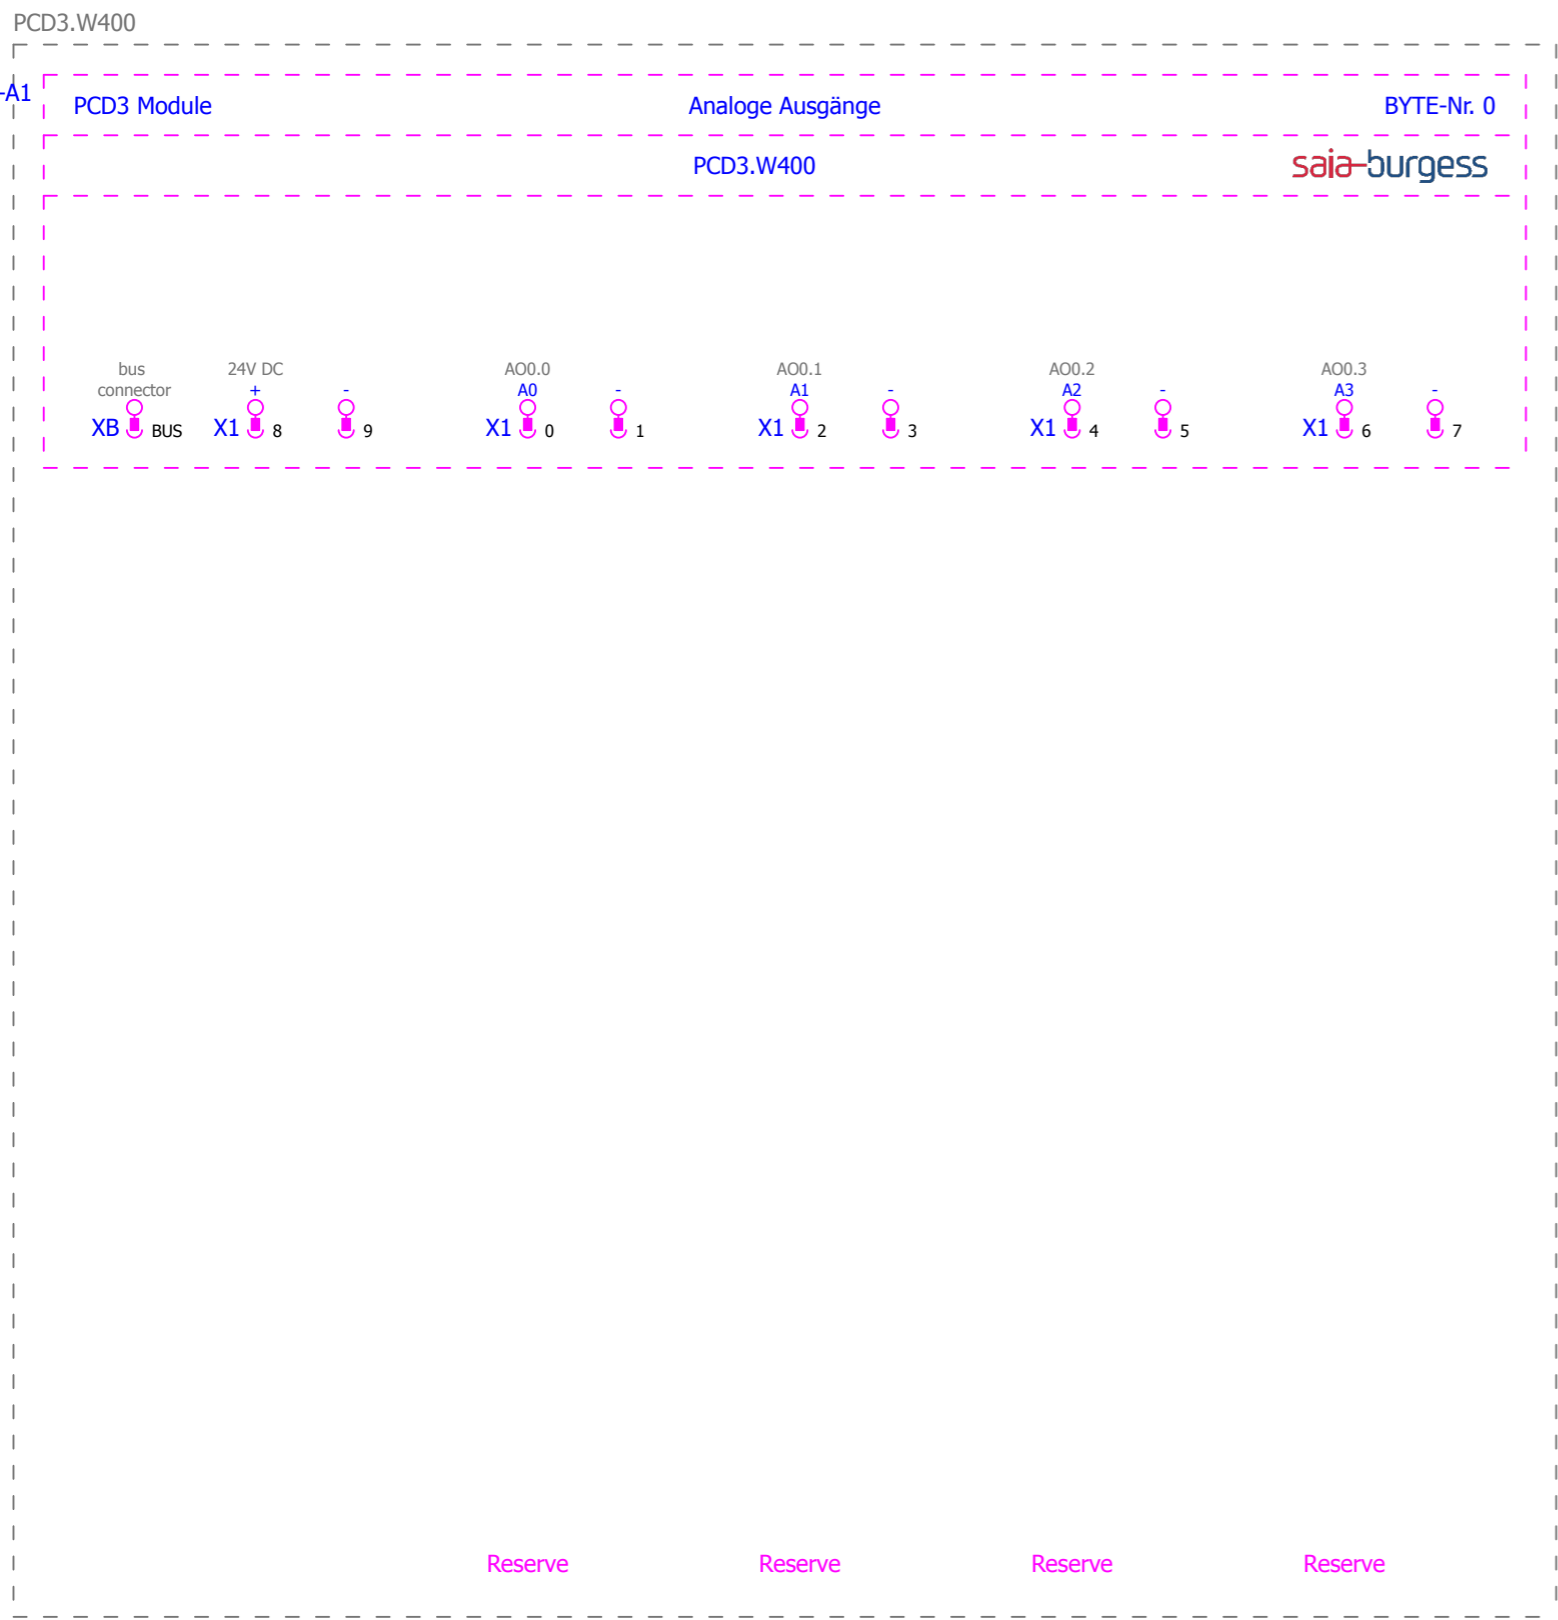 PCD3.W400
-A1
PCD3 Module Analoge Ausgänge BYTE-Nr. 0
PCD3.W400 saia-burgess
bus 24V DC AO0.0 AO0.1 AO0.2 AO0.3
connector + - A0 - A1 - A2 - A3 -
XB BUS X1 8 9 X1 0 1 X1 2 3 X1 4 5 X1 6 7
Reserve Reserve Reserve Reserve